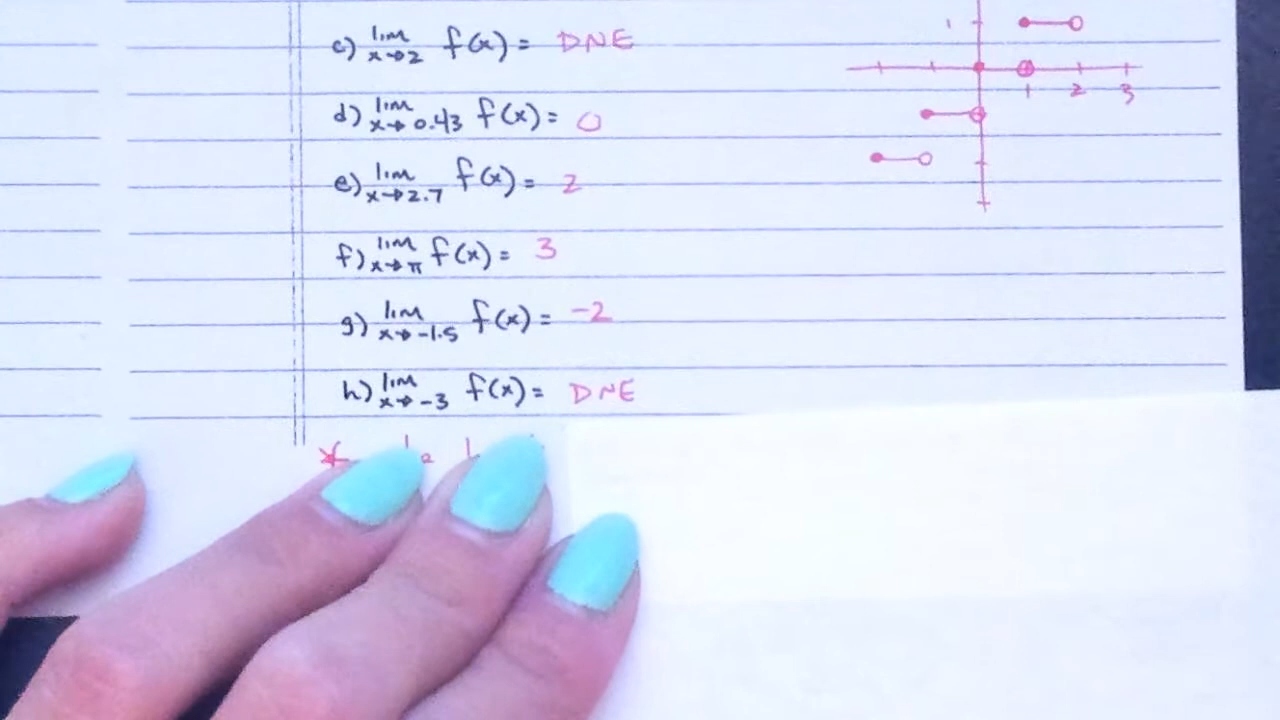 c) lim x→2 f(x) = DNE
d) lim x→0.43 f(x) = 0
e) lim x→2.7 f(x) = 2
f) lim x→π f(x) = 3
g) lim x→-1.5 f(x) = -2
h) lim x→-3 f(x) = DNE
1
1 2 3